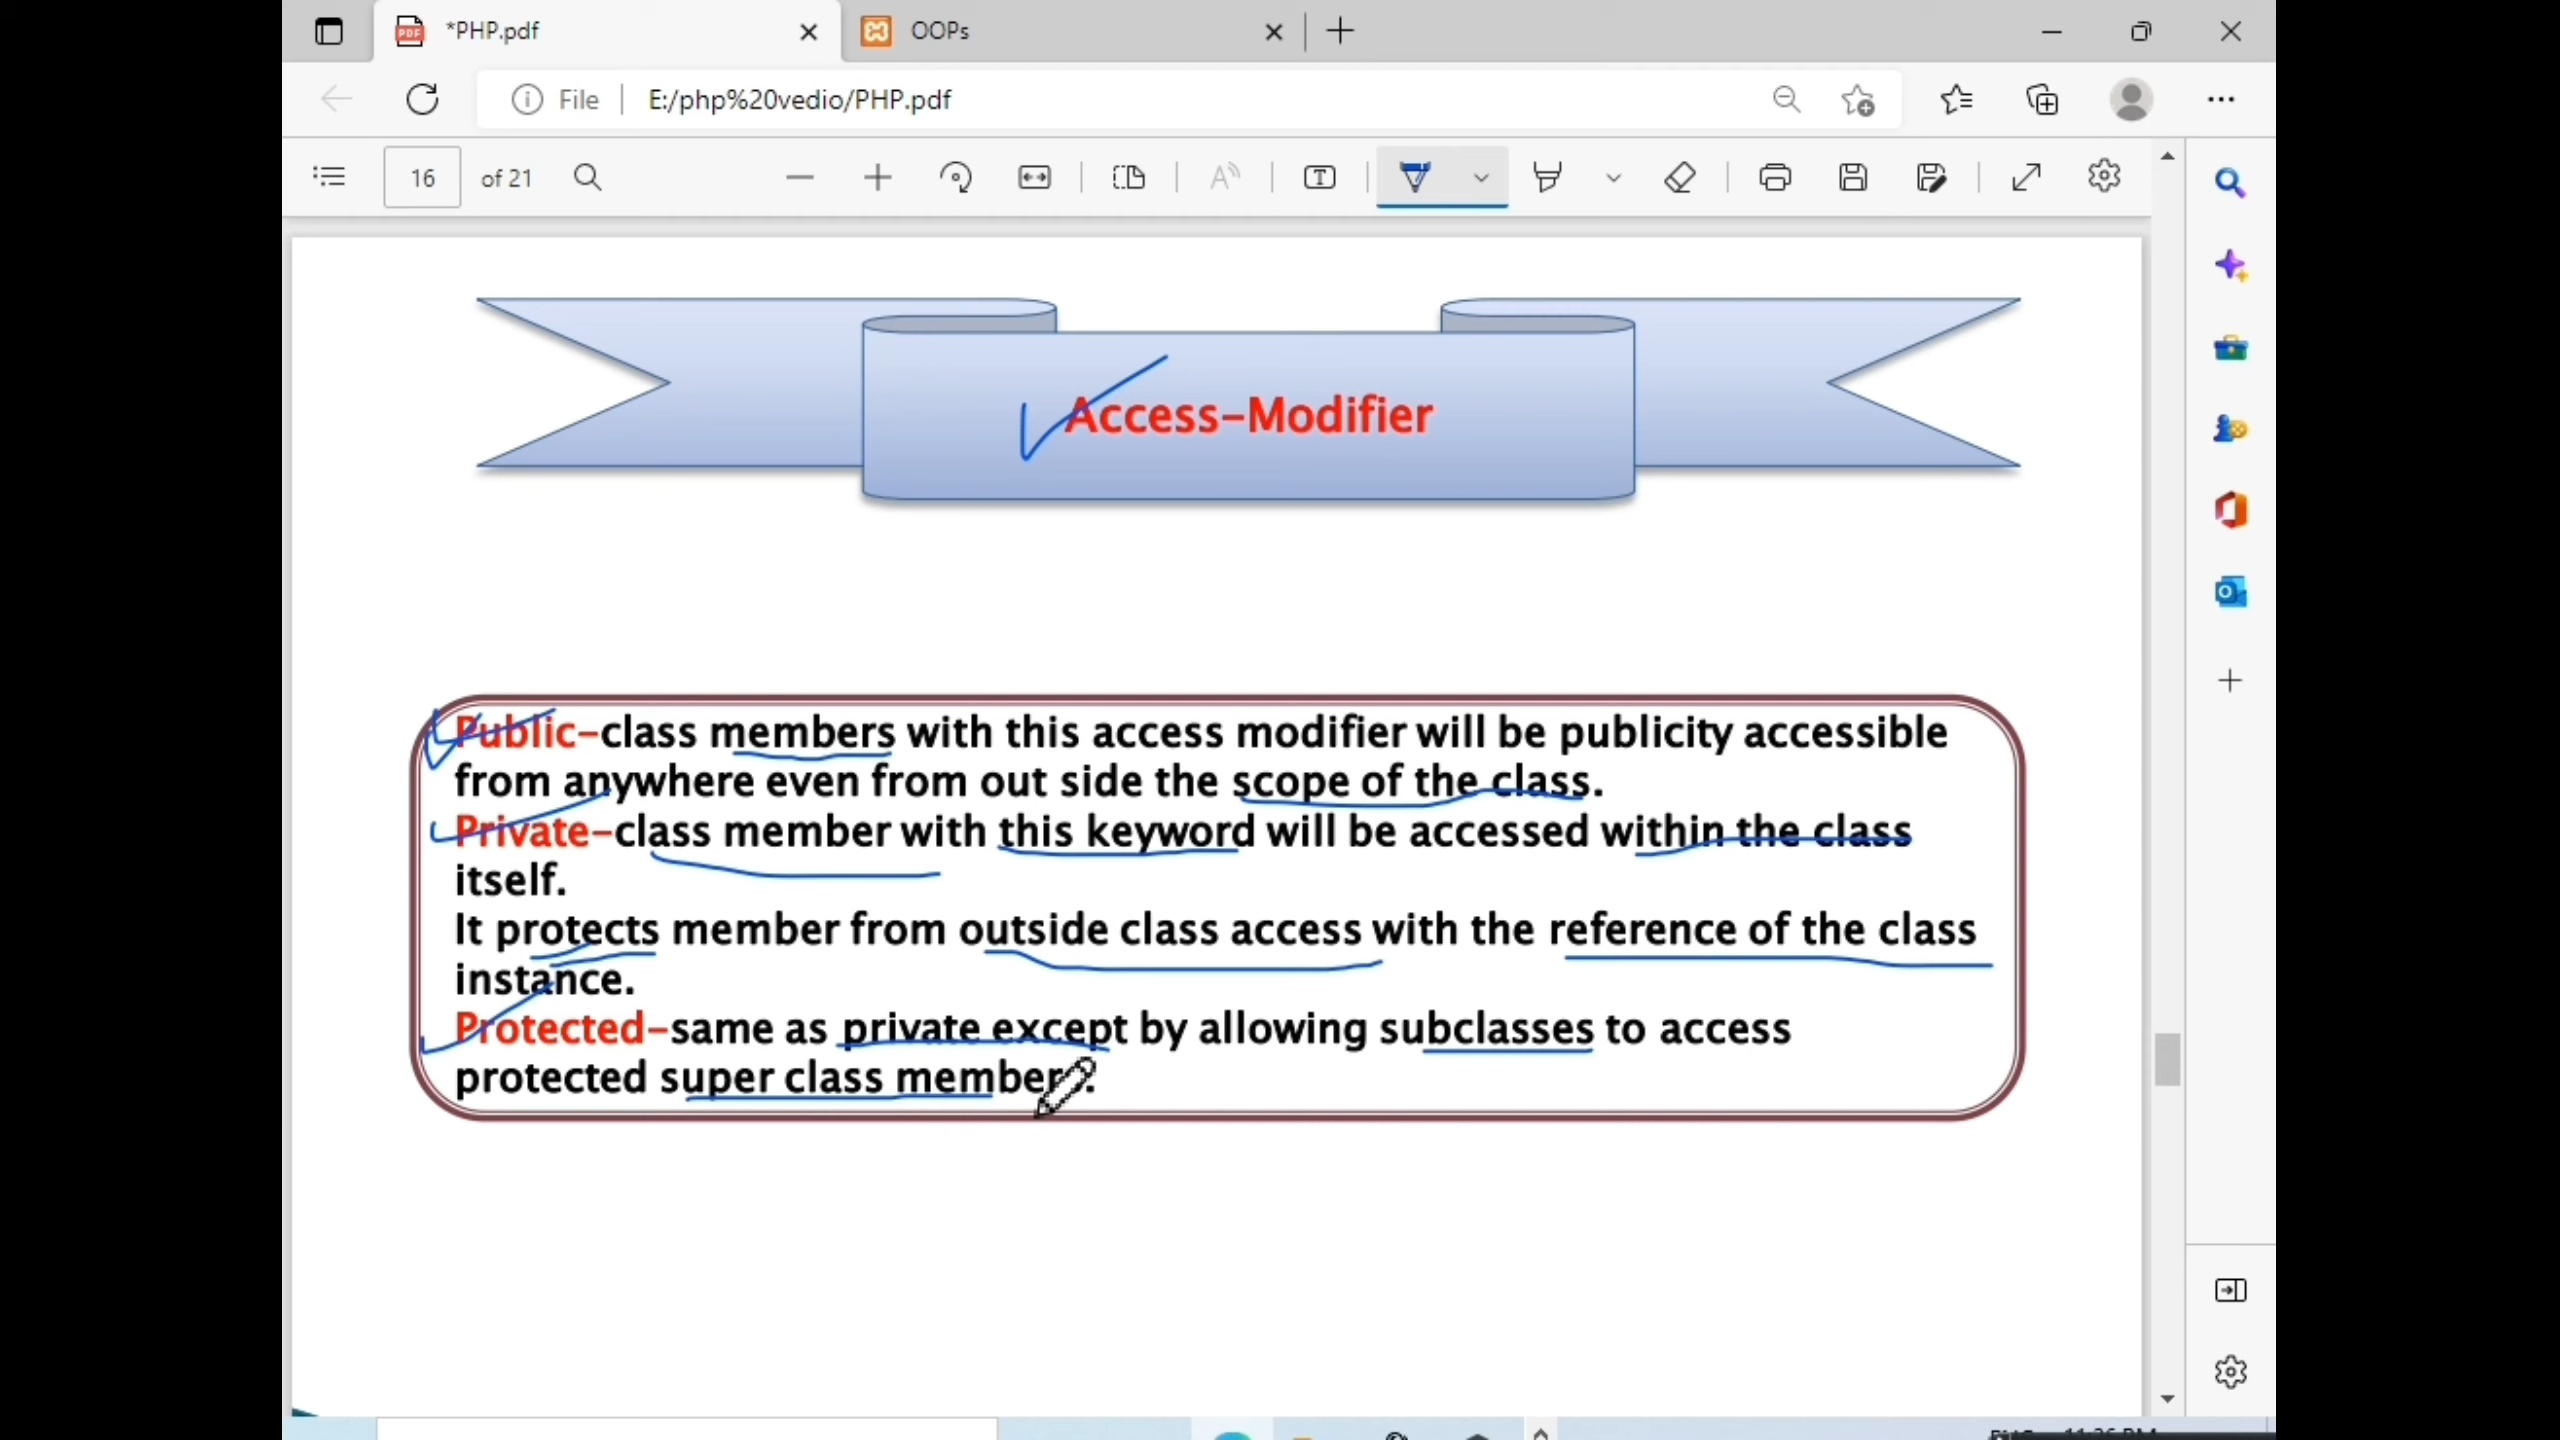 *PHP.pdf
OOPs
File
E:/php%20vedio/PHP.pdf
16 of 21
Access-Modifier
Public-class members with this access modifier will be publicity accessible
from anywhere even from out side the scope of the class.
Private-class member with this keyword will be accessed within the class
itself.
It protects member from outside class access with the reference of the class
instance.
Protected-same as private except by allowing subclasses to access
protected super class member .